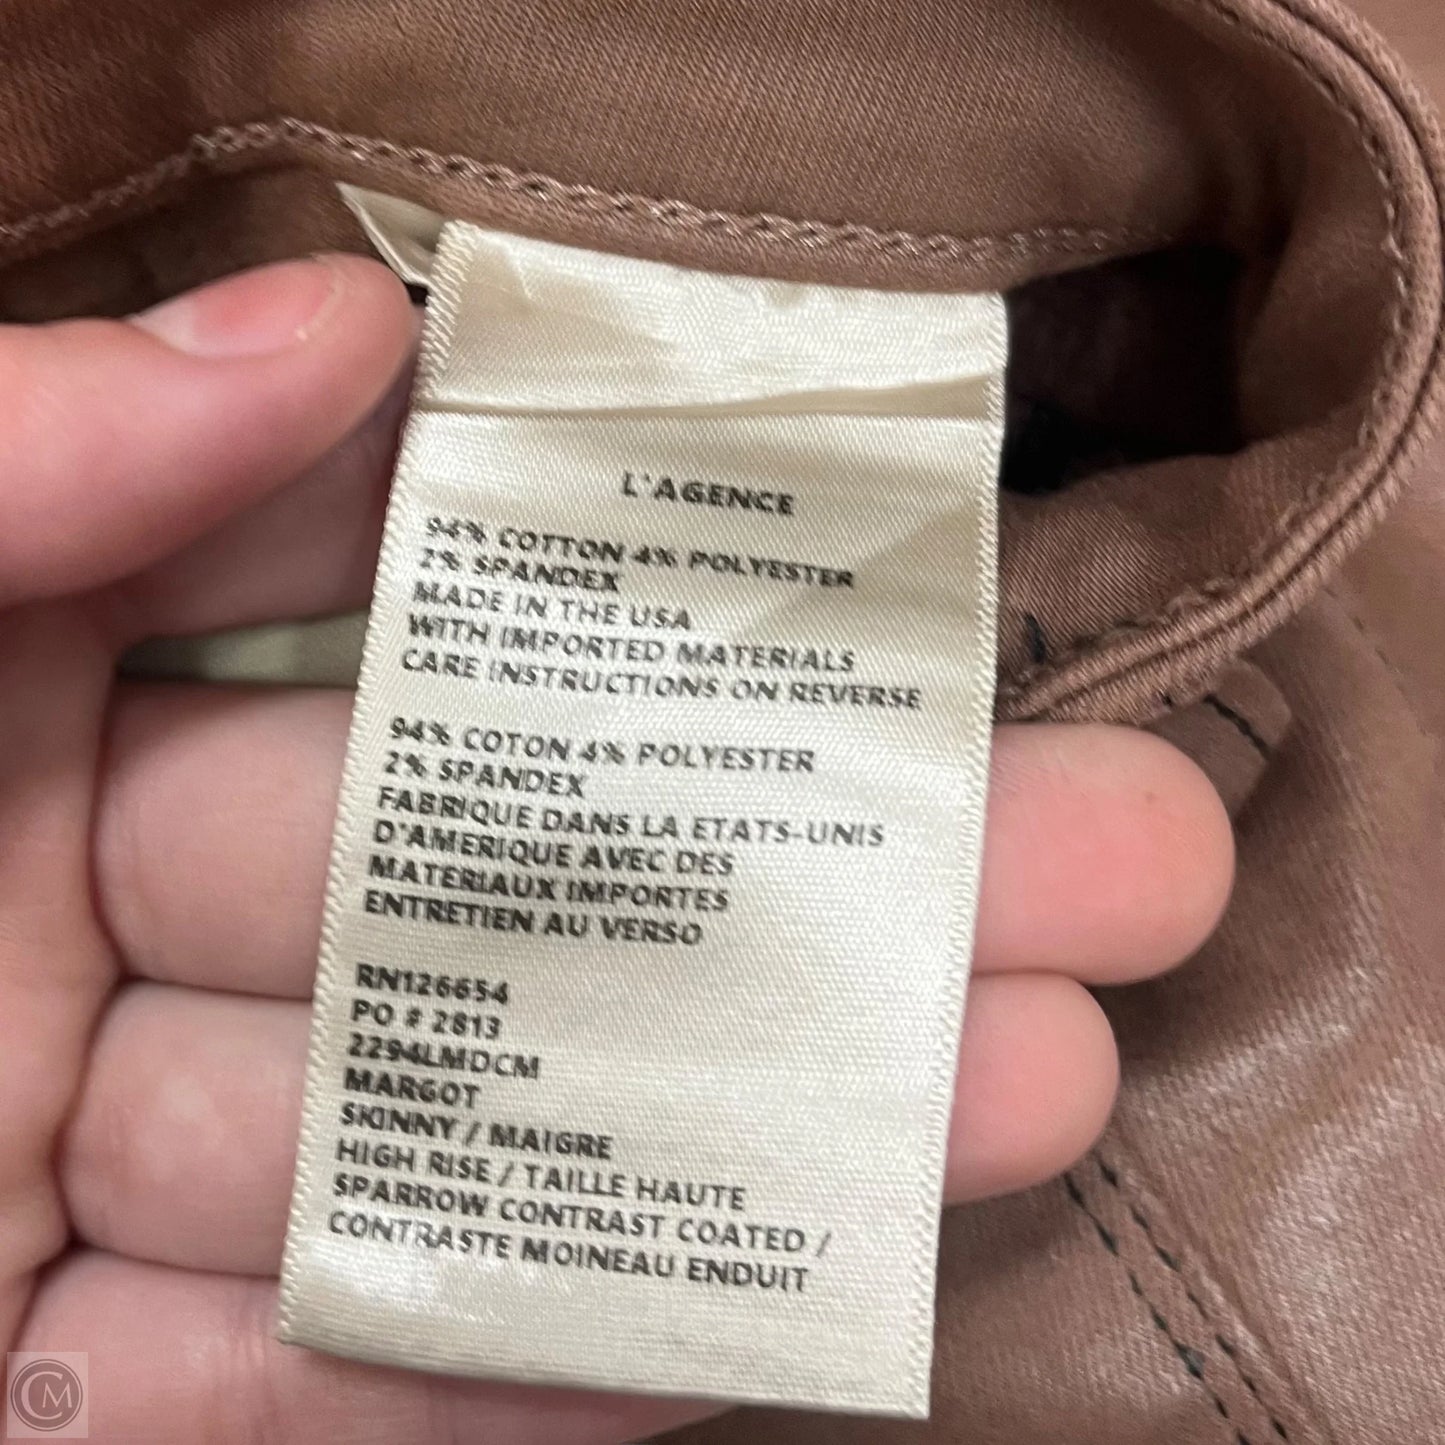 L'AGENCE
94% COTTON 4% POLYESTER
2% SPANDEX
MADE IN THE USA
WITH IMPORTED MATERIALS
CARE INSTRUCTIONS ON REVERSE
94% COTON 4% POLYESTER
2% SPANDEX
FABRIQUE DANS LA ETATS-UNIS
D'AMERIQUE AVEC DES
MATERIAUX IMPORTES
ENTRETIEN AU VERSO
RN126654
PO # 2813
2294LMDCM
MARGOT
SKINNY / MAIGRE
HIGH RISE / TAILLE HAUTE
SPARROW CONTRAST COATED /
CONTRASTE MOINEAU ENDUIT
CM